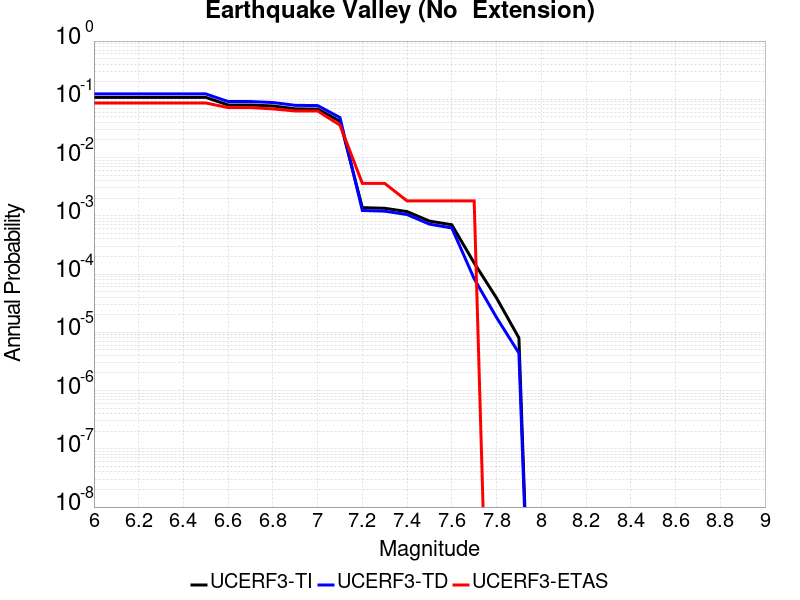 Earthquake Valley (No  Extension)
10 0
10 -1
10 -2
10 -3
10 -4
10 -5
10 -6
10 -7
10 -8
Annual Probability
6 6.2 6.4 6.6 6.8 7 7.2 7.4 7.6 7.8 8 8.2 8.4 8.6 8.8 9
Magnitude
UCERF3-TI UCERF3-TD UCERF3-ETAS